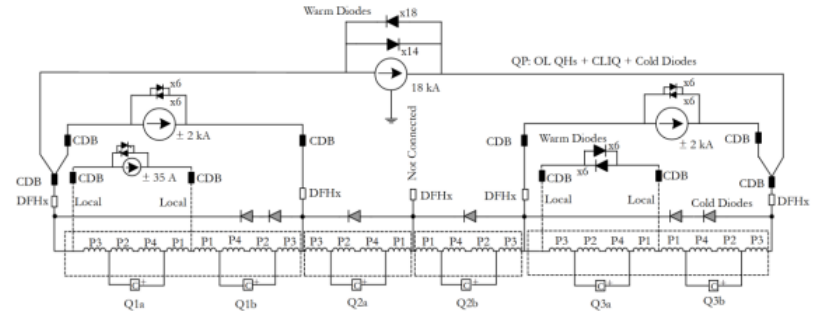 Warm Diodes
x18
x14
18 kA
QP: OL QHs + CLIQ + Cold Diodes
x6
x6
± 2 kA
x6
x6
± 2 kA
Not Connected
CDB
CDB
CDB
CDB
± 35 A
Warm Diodes
x6
x6
CDB
CDB
CDB
CDB
CDB
CDB
DFHx
DFHx
DFHx
DFHx
DFHx
Local
Local
Local
Local
Cold Diodes
P3 P2 P4 P1 P1 P4 P2 P3 P3 P2 P4 P1 P1 P4 P2 P3 P3 P2 P4 P1 P1 P4 P2 P3
C + C + C + C + C + C +
Q1a Q1b Q2a Q2b Q3a Q3b